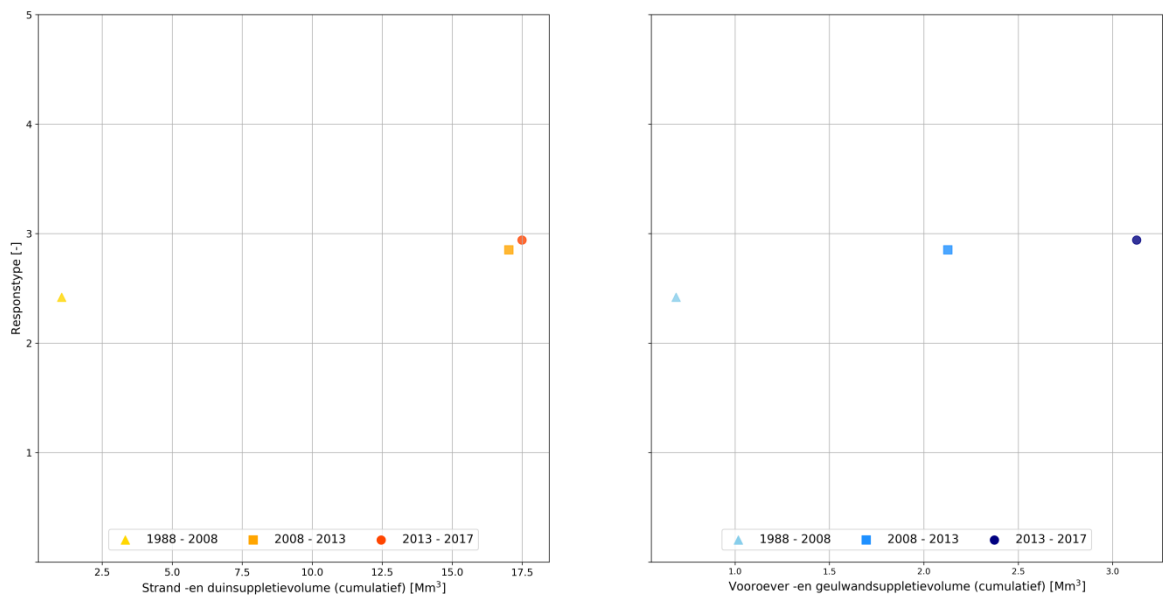 5
4
3
2
1
Responstype [-]
1988 - 2008 2008 - 2013 2013 - 2017
2.5 5.0 7.5 10.0 12.5 15.0 17.5
Strand -en duinsuppletievolume (cumulatief) [Mm³]
1988 - 2008 2008 - 2013 2013 - 2017
1.0 1.5 2.0 2.5 3.0
Vooroever -en geulwandsuppletievolume (cumulatief) [Mm³]